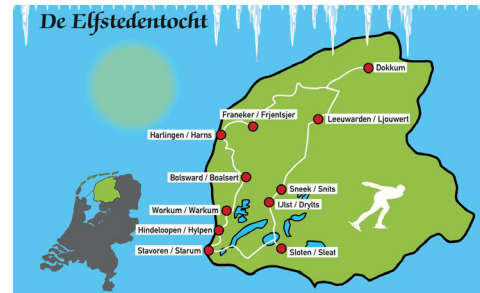 De Elfstedentocht
Dokkum
Franeker / Frjentsjer
Leeuwarden / Ljouwert
Harlingen / Harns
Bolsward / Boalsert
Sneek / Snits
IJlst / Drylts
Workum / Warkum
Hindeloopen / Hylpen
Stavoren / Starum
Sloten / Sleat